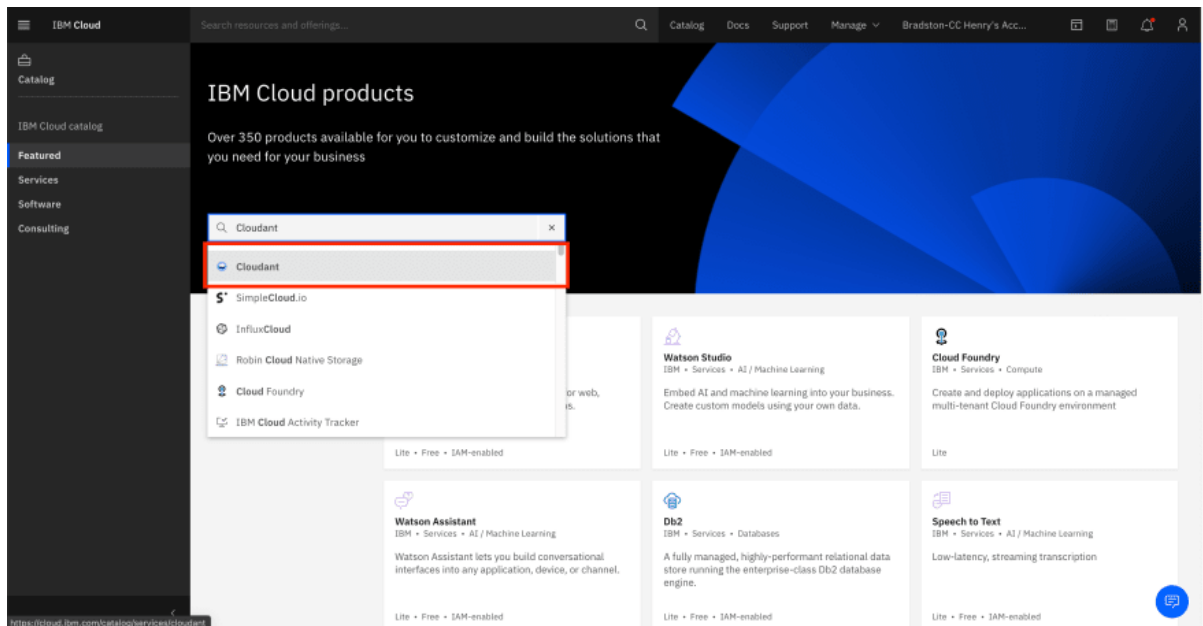 IBM Cloud
Search resources and offerings...
Catalog
Docs
Support
Manage
Bradston-CC Henry's Acc...
Catalog
IBM Cloud catalog
Featured
Services
Software
Consulting
IBM Cloud products
Over 350 products available for you to customize and build the solutions that
you need for your business
Cloudant
Cloudant
SimpleCloud.io
InfluxCloud
Robin Cloud Native Storage
Cloud Foundry
IBM Cloud Activity Tracker
or web,
s.
Lite • Free • IAM-enabled
Watson Studio
IBM • Services • AI / Machine Learning
Embed AI and machine learning into your business.
Create custom models using your own data.
Lite • Free • IAM-enabled
Cloud Foundry
IBM • Services • Compute
Create and deploy applications on a managed
multi-tenant Cloud Foundry environment
Lite
Watson Assistant
IBM • Services • AI / Machine Learning
Watson Assistant lets you build conversational
interfaces into any application, device, or channel.
Lite • Free • IAM-enabled
Db2
IBM • Services • Databases
A fully managed, highly-performant relational data
store running the enterprise-class Db2 database
engine.
Lite • Free • IAM-enabled
Speech to Text
IBM • Services • AI / Machine Learning
Low-latency, streaming transcription
Lite • Free • IAM-enabled
https://cloud.ibm.com/catalog/services/cloudant